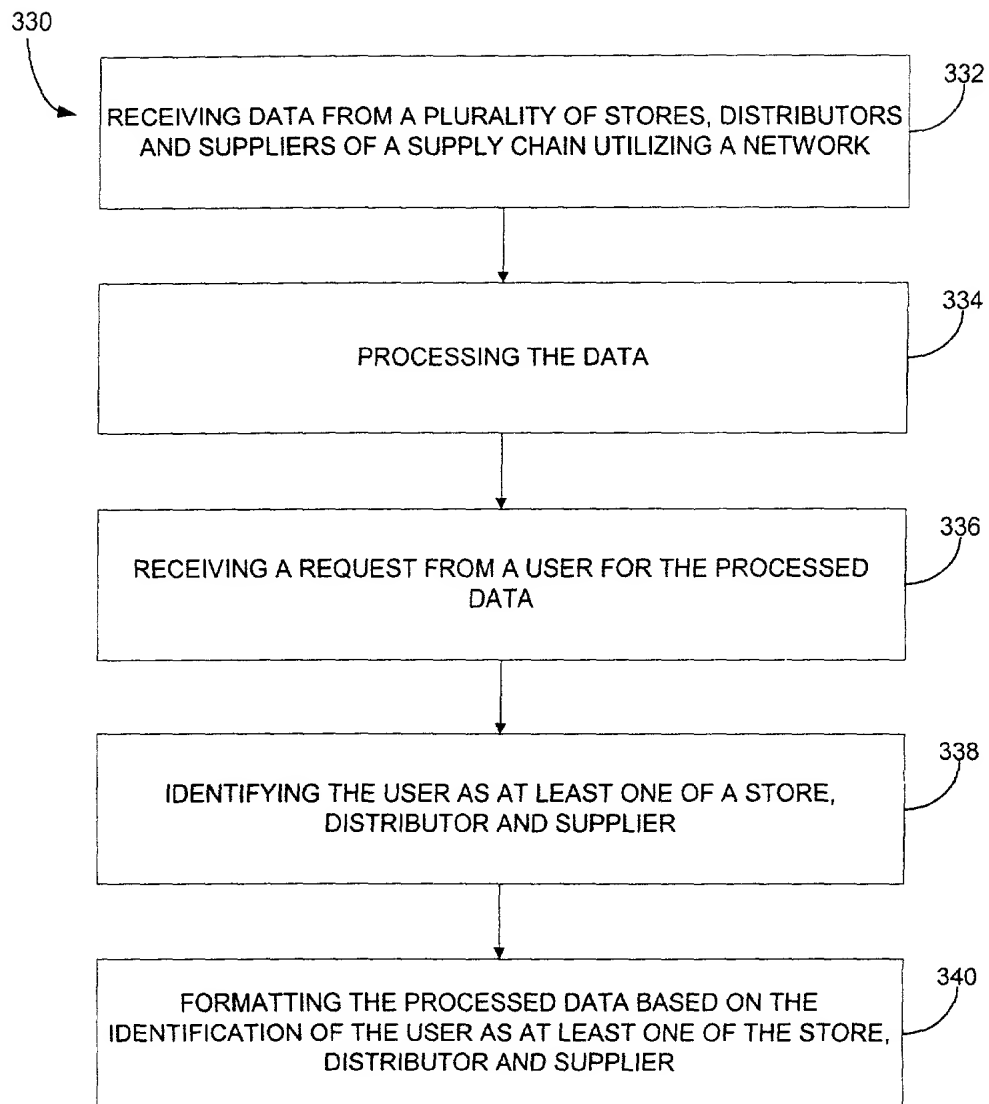 330
332
RECEIVING DATA FROM A PLURALITY OF STORES, DISTRIBUTORS
AND SUPPLIERS OF A SUPPLY CHAIN UTILIZING A NETWORK
334
PROCESSING THE DATA
336
RECEIVING A REQUEST FROM A USER FOR THE PROCESSED
DATA
338
IDENTIFYING THE USER AS AT LEAST ONE OF A STORE,
DISTRIBUTOR AND SUPPLIER
340
FORMATTING THE PROCESSED DATA BASED ON THE
IDENTIFICATION OF THE USER AS AT LEAST ONE OF THE STORE,
DISTRIBUTOR AND SUPPLIER